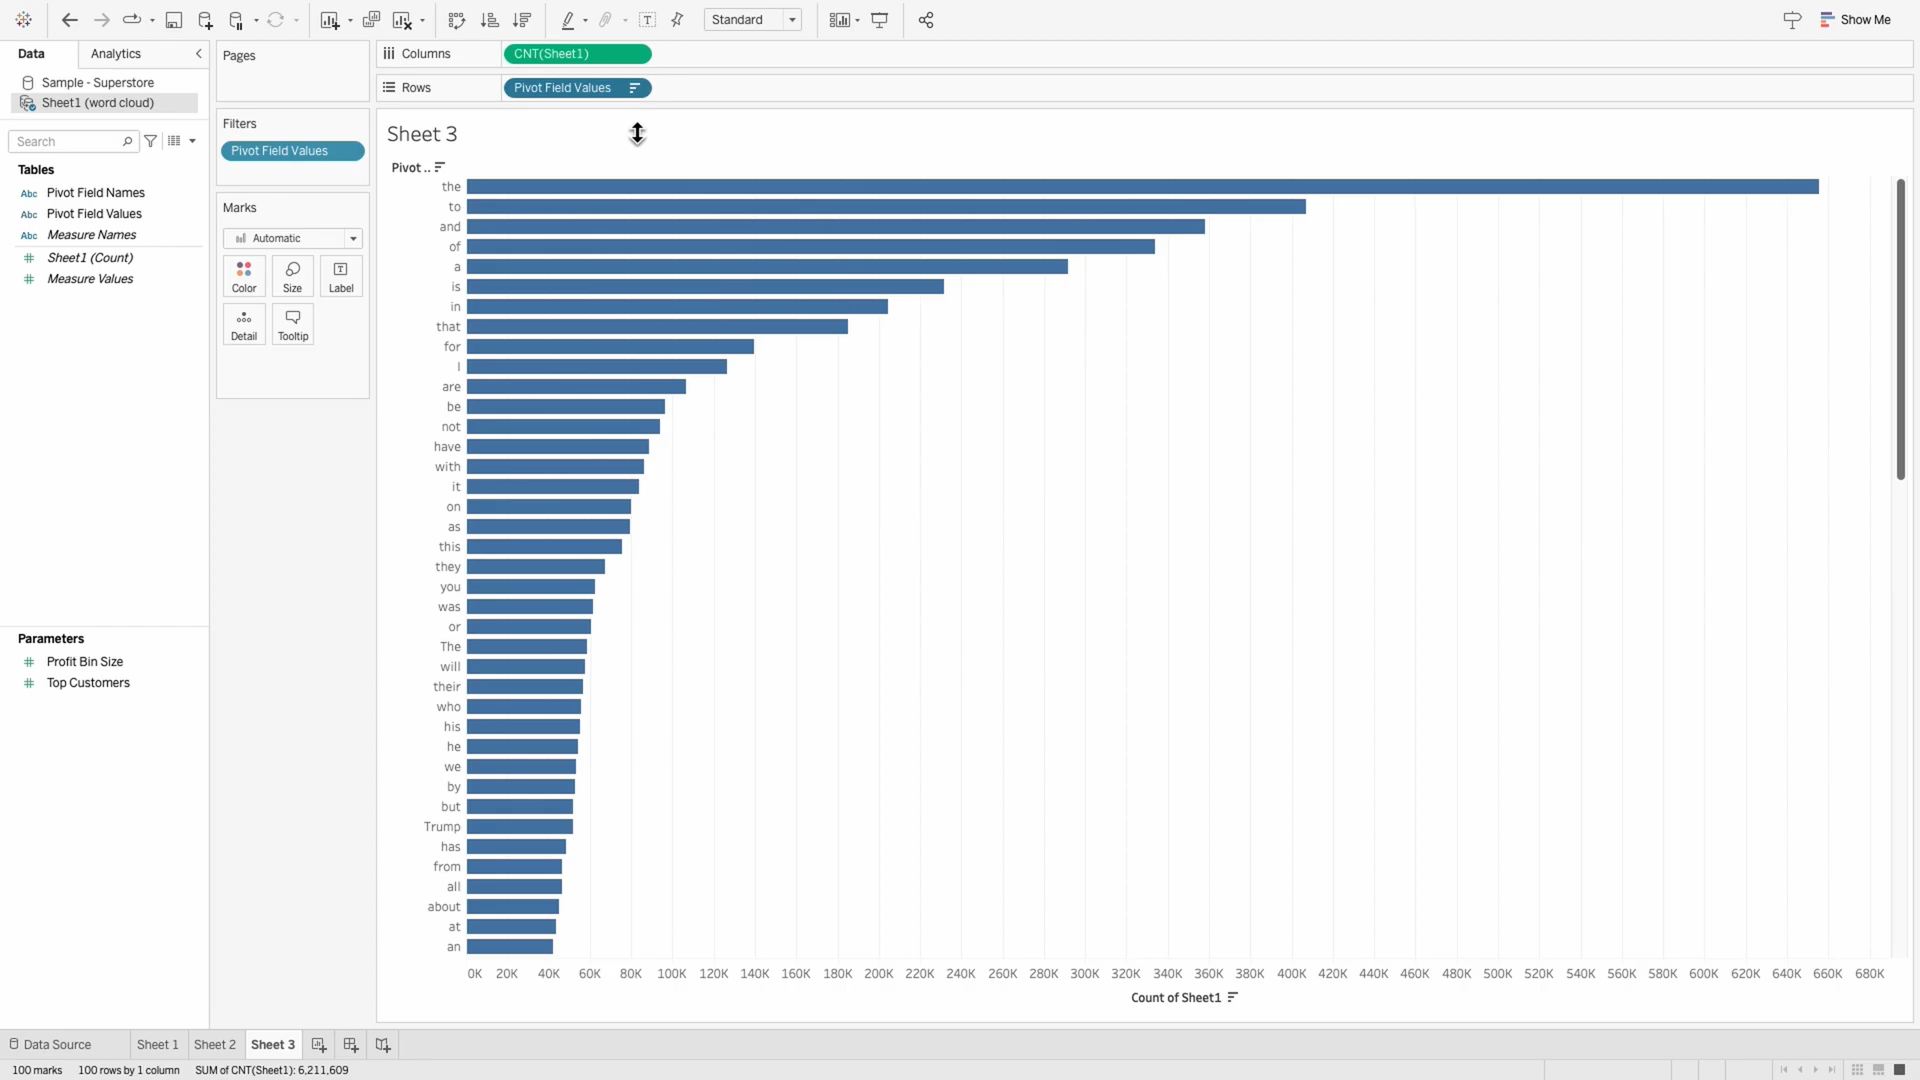 Standard
Show Me
Data
Analytics
Sample - Superstore
Sheet1 (word cloud)
Search
Tables
Abc Pivot Field Names
Abc Pivot Field Values
Abc Measure Names
# Sheet1 (Count)
# Measure Values
Parameters
# Profit Bin Size
# Top Customers
Pages
Filters
Pivot Field Values
Marks
Automatic
Color
Size
Label
Detail
Tooltip
Columns
CNT(Sheet1)
Rows
Pivot Field Values
Sheet 3
Pivot ..
the
to
and
of
a
is
in
that
for
I
are
be
not
have
with
it
on
as
this
they
you
was
or
The
will
their
who
his
he
we
by
but
Trump
has
from
all
about
at
an
0K 20K 40K 60K 80K 100K 120K 140K 160K 180K 200K 220K 240K 260K 280K 300K 320K 340K 360K 380K 400K 420K 440K 460K 480K 500K 520K 540K 560K 580K 600K 620K 640K 660K 680K
Count of Sheet1
Data Source
Sheet 1
Sheet 2
Sheet 3
100 marks
100 rows by 1 column
SUM of CNT(Sheet1): 6,211,609